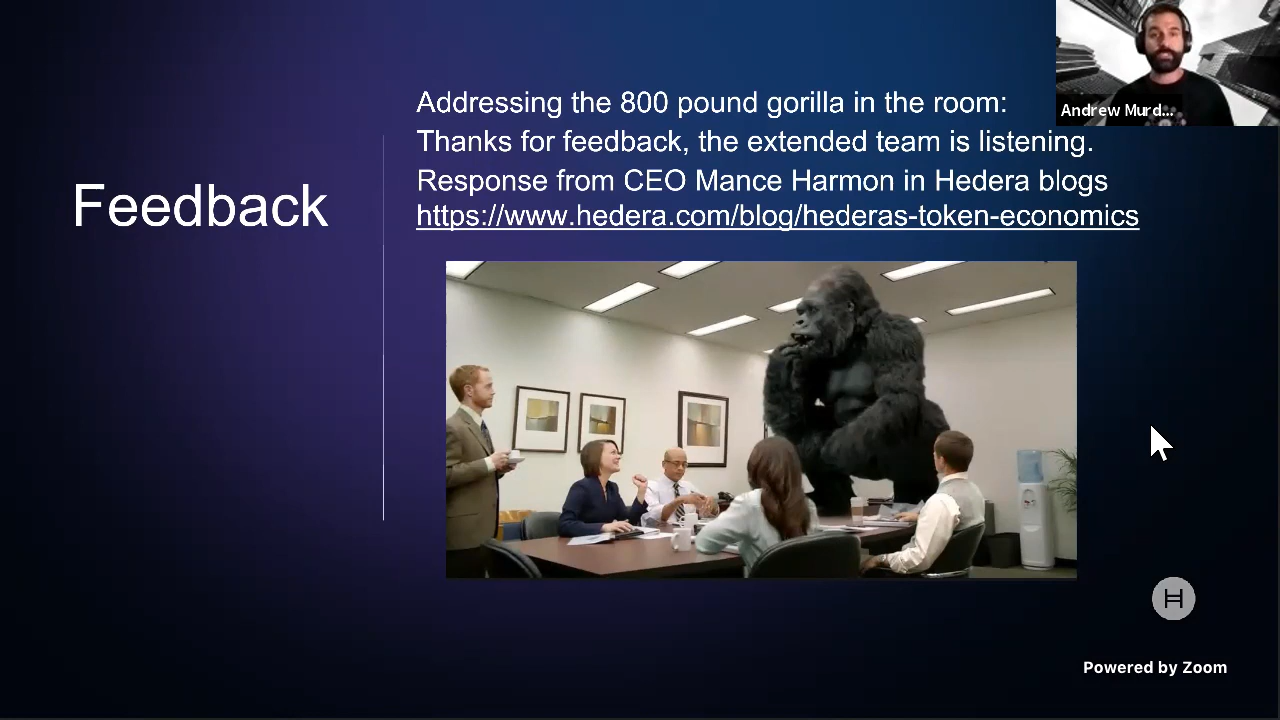 Addressing the 800 pound gorilla in the room:
Thanks for feedback, the extended team is listening.
Response from CEO Mance Harmon in Hedera blogs
https://www.hedera.com/blog/hederas-token-economics
Feedback
Andrew Murd...
Powered by Zoom